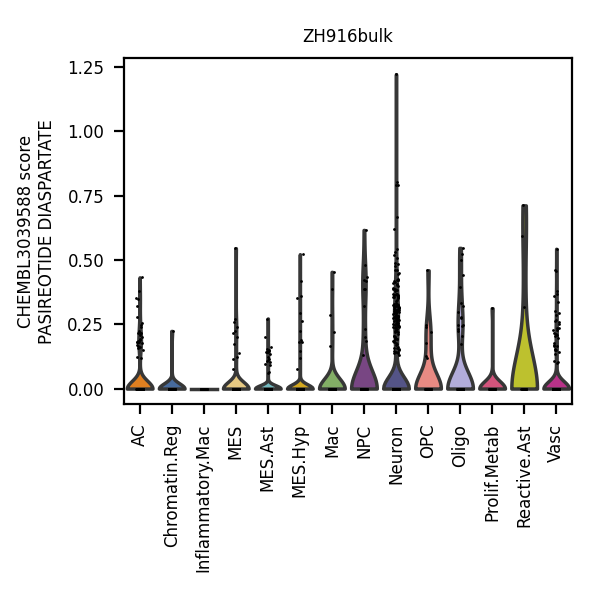 ZH916bulk
CHEMBL3039588 score
PASIREOTIDE DIASPARTATE
1.25
1.00
0.75
0.50
0.25
0.00
AC
Chromatin.Reg
Inflammatory.Mac
MES
MES.Ast
MES.Hyp
Mac
NPC
Neuron
OPC
Oligo
Prolif.Metab
Reactive.Ast
Vasc